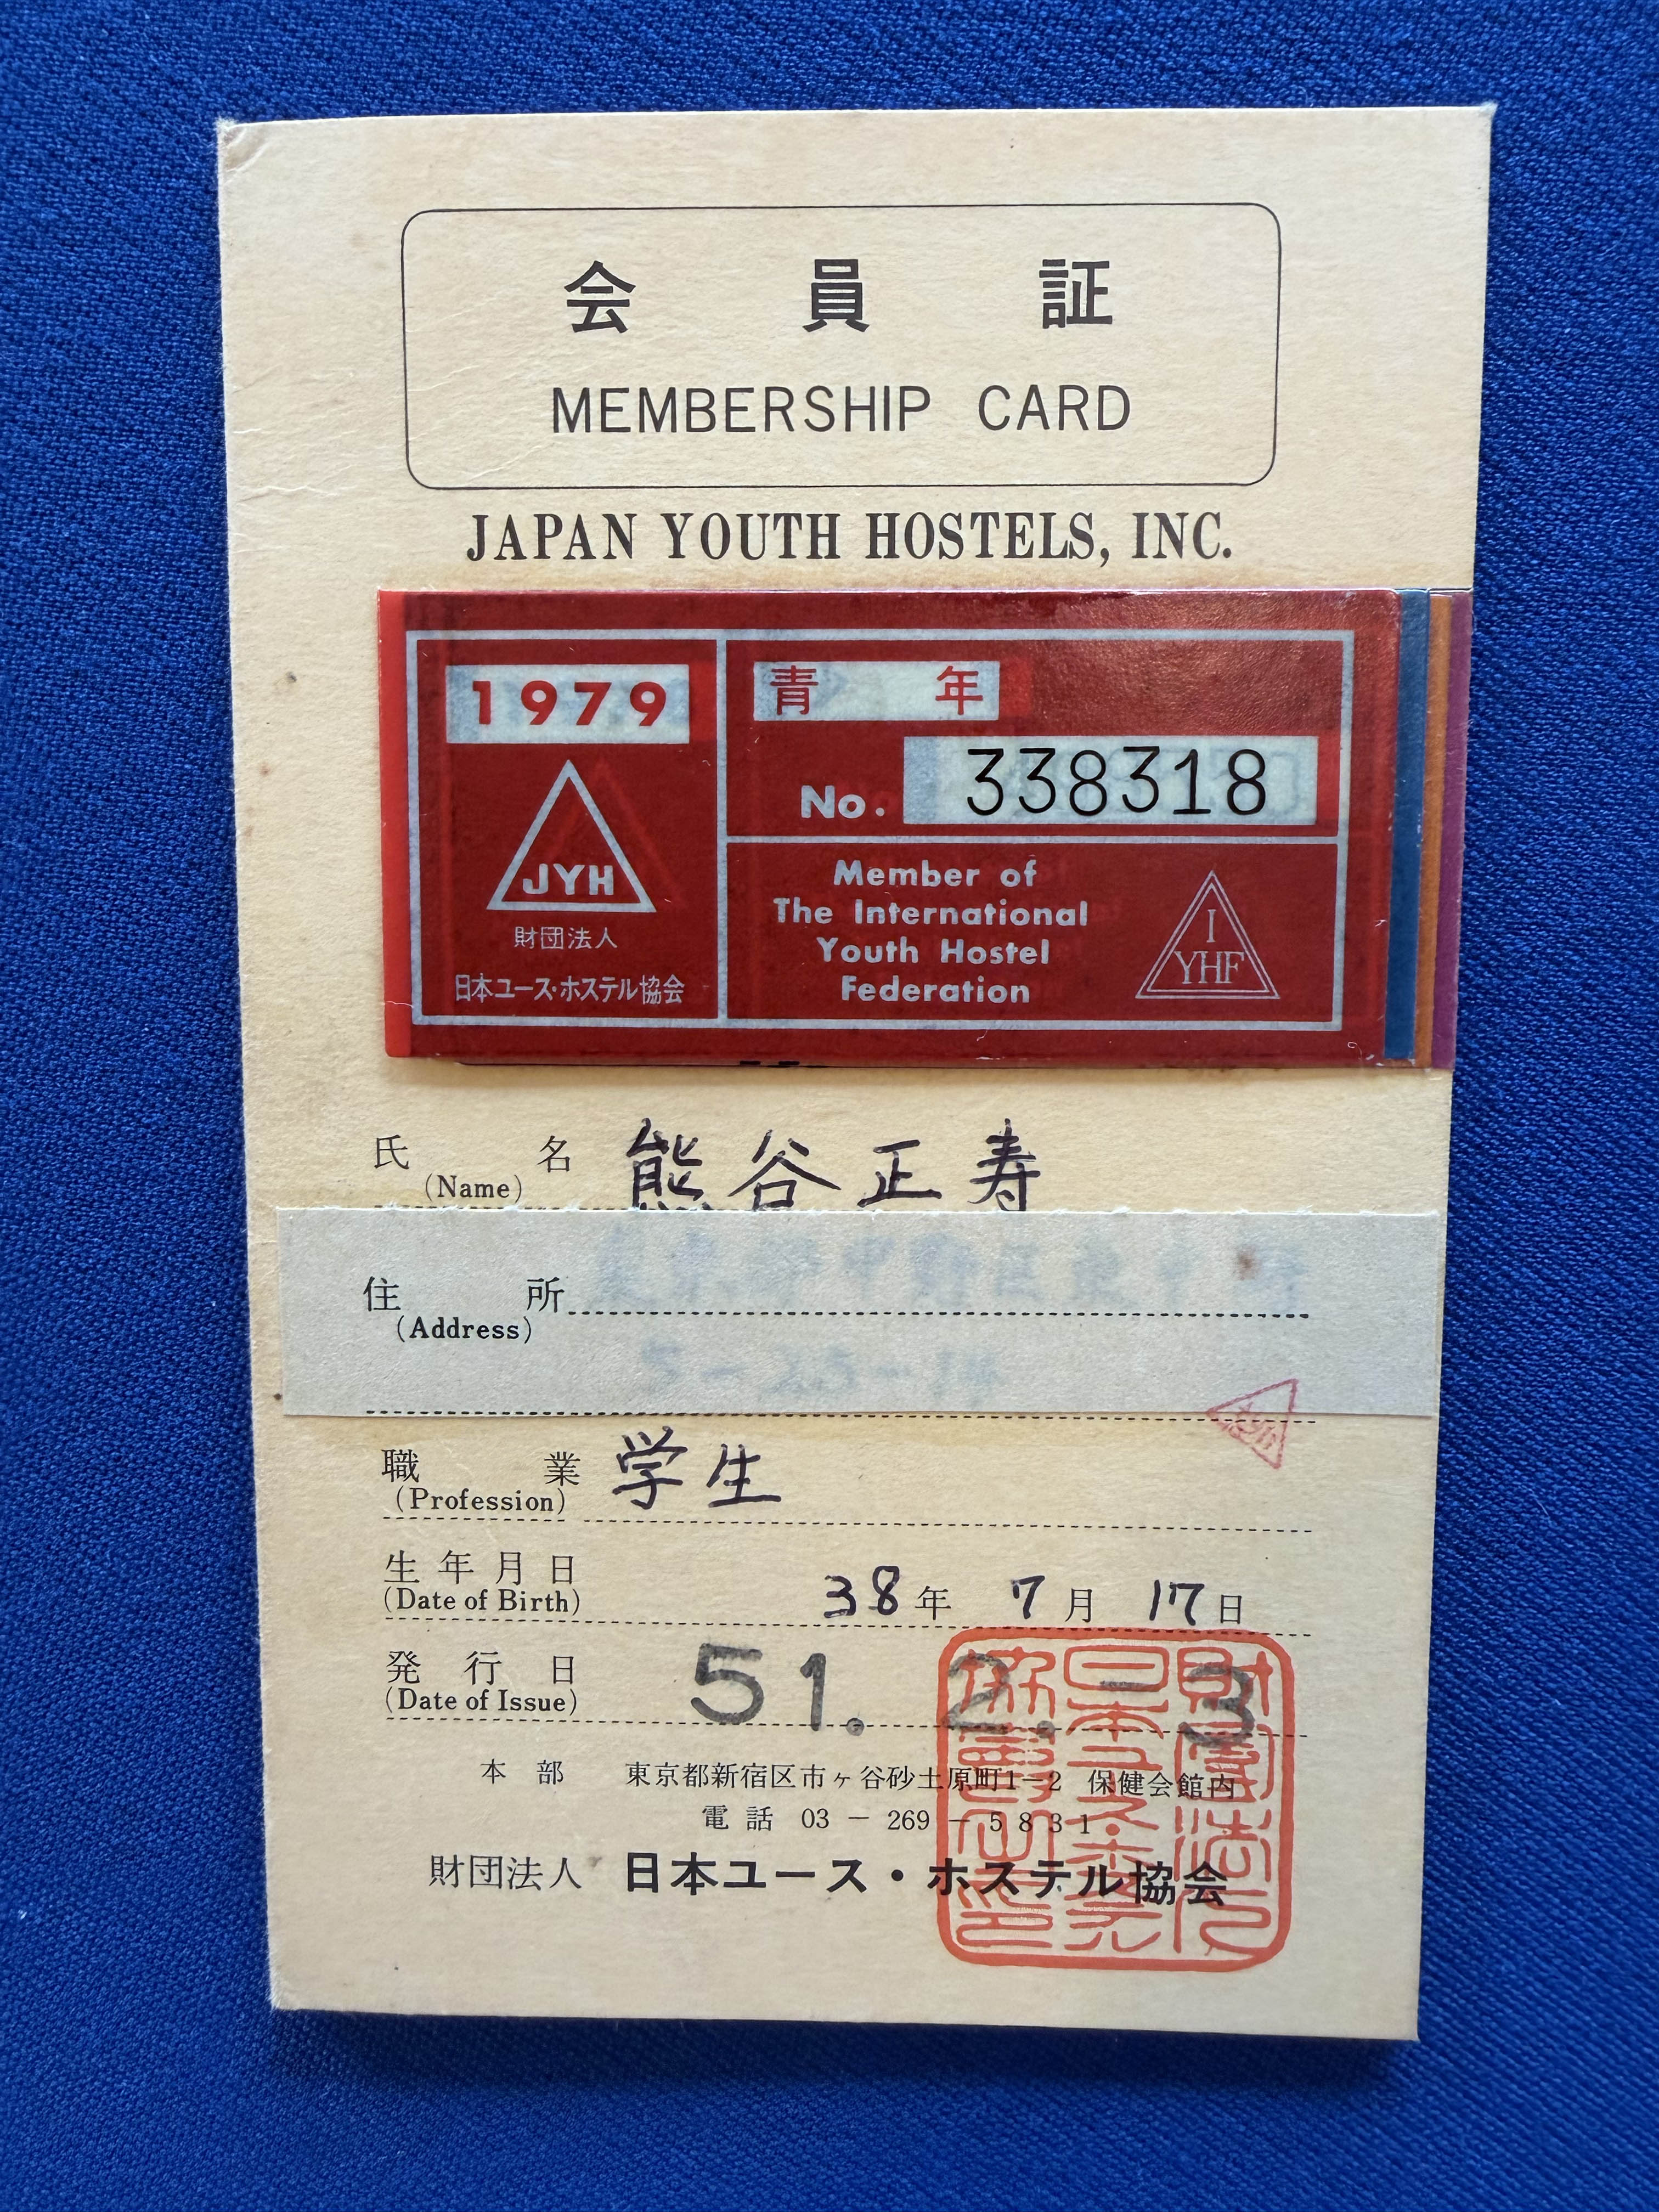 会員証
MEMBERSHIP CARD
JAPAN YOUTH HOSTELS, INC.
1979
JYH
財団法人
日本ユース・ホステル協会
青年
No. 338318
Member of
The International
Youth Hostel
Federation
I
YHF
氏名 熊谷正寿
(Name)
住所
(Address)
職業 学生
(Profession)
生年月日 38年 7月 17日
(Date of Birth)
発行日 51. 2. 3
(Date of Issue)
本部 東京都新宿区市ヶ谷砂土原町1-2 保健会館内
電話 03-269-5831
財団法人 日本ユース・ホステル協会